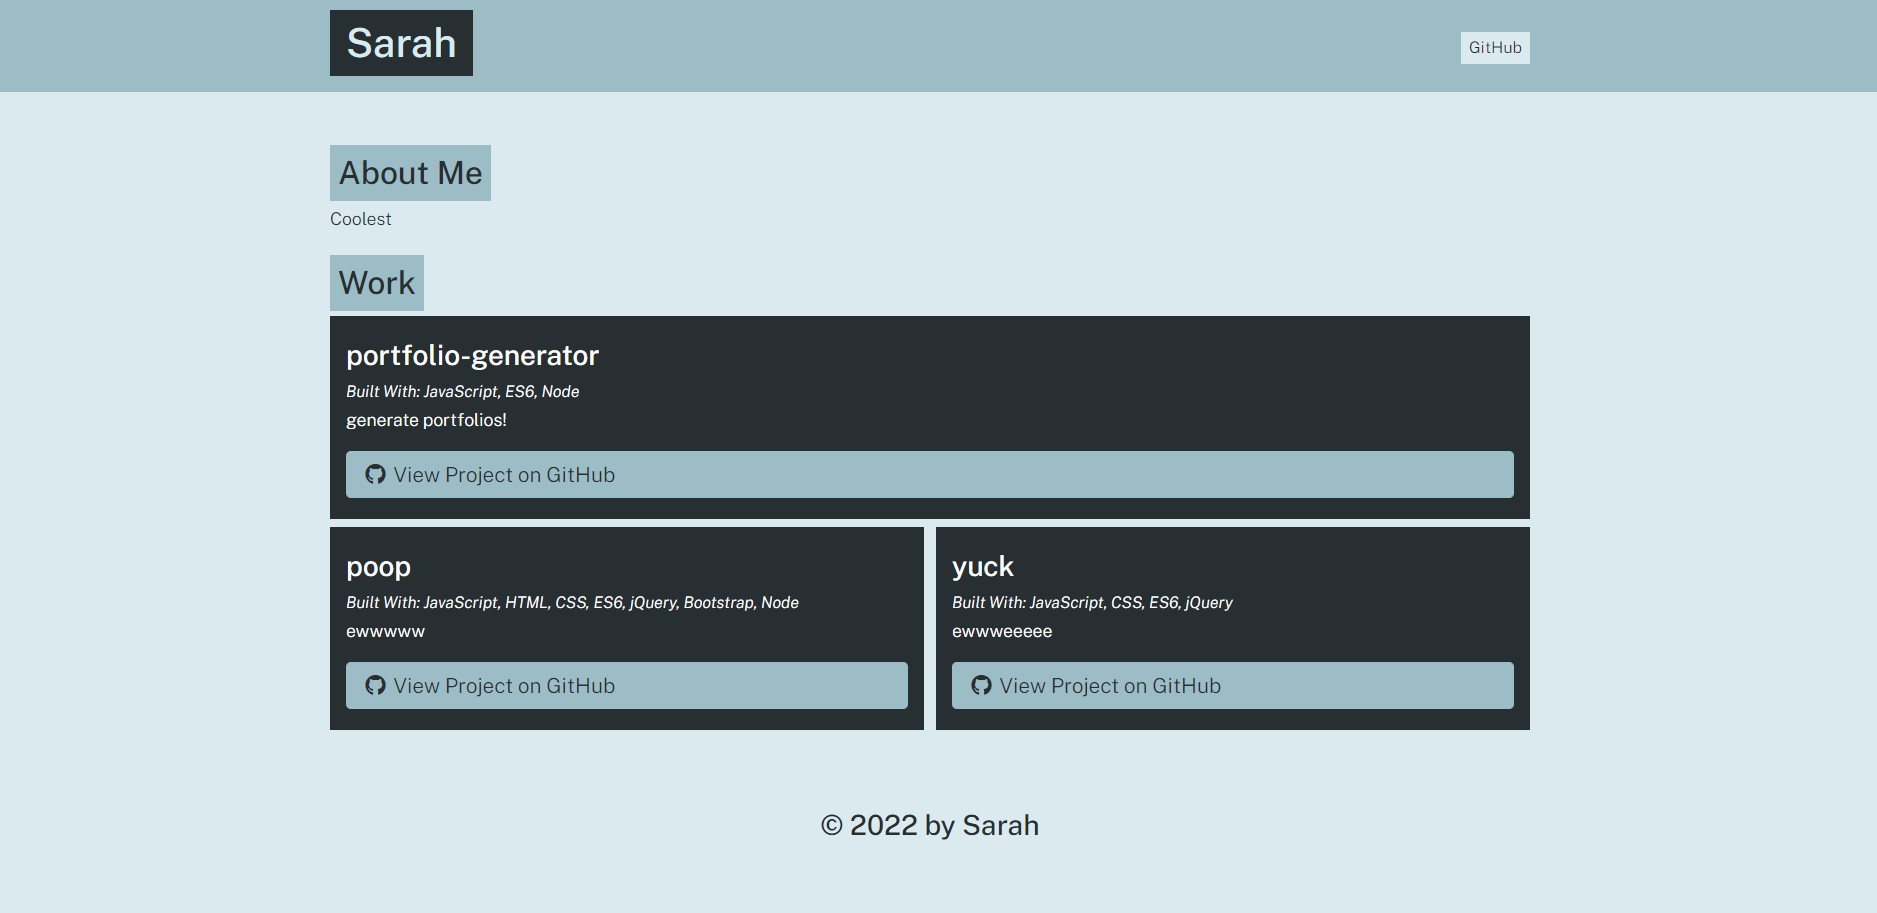 Sarah
GitHub
About Me
Coolest
Work
portfolio-generator
Built With: JavaScript, ES6, Node
generate portfolios!
View Project on GitHub
poop
Built With: JavaScript, HTML, CSS, ES6, jQuery, Bootstrap, Node
ewwwww
View Project on GitHub
yuck
Built With: JavaScript, CSS, ES6, jQuery
ewwweeeee
View Project on GitHub
© 2022 by Sarah